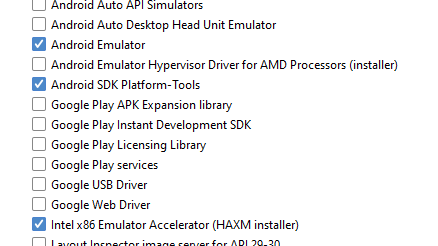 Android Auto API Simulators
Android Auto Desktop Head Unit Emulator
Android Emulator
Android Emulator Hypervisor Driver for AMD Processors (installer)
Android SDK Platform-Tools
Google Play APK Expansion library
Google Play Instant Development SDK
Google Play Licensing Library
Google Play services
Google USB Driver
Google Web Driver
Intel x86 Emulator Accelerator (HAXM installer)
Layout Inspector image server for API 29-30